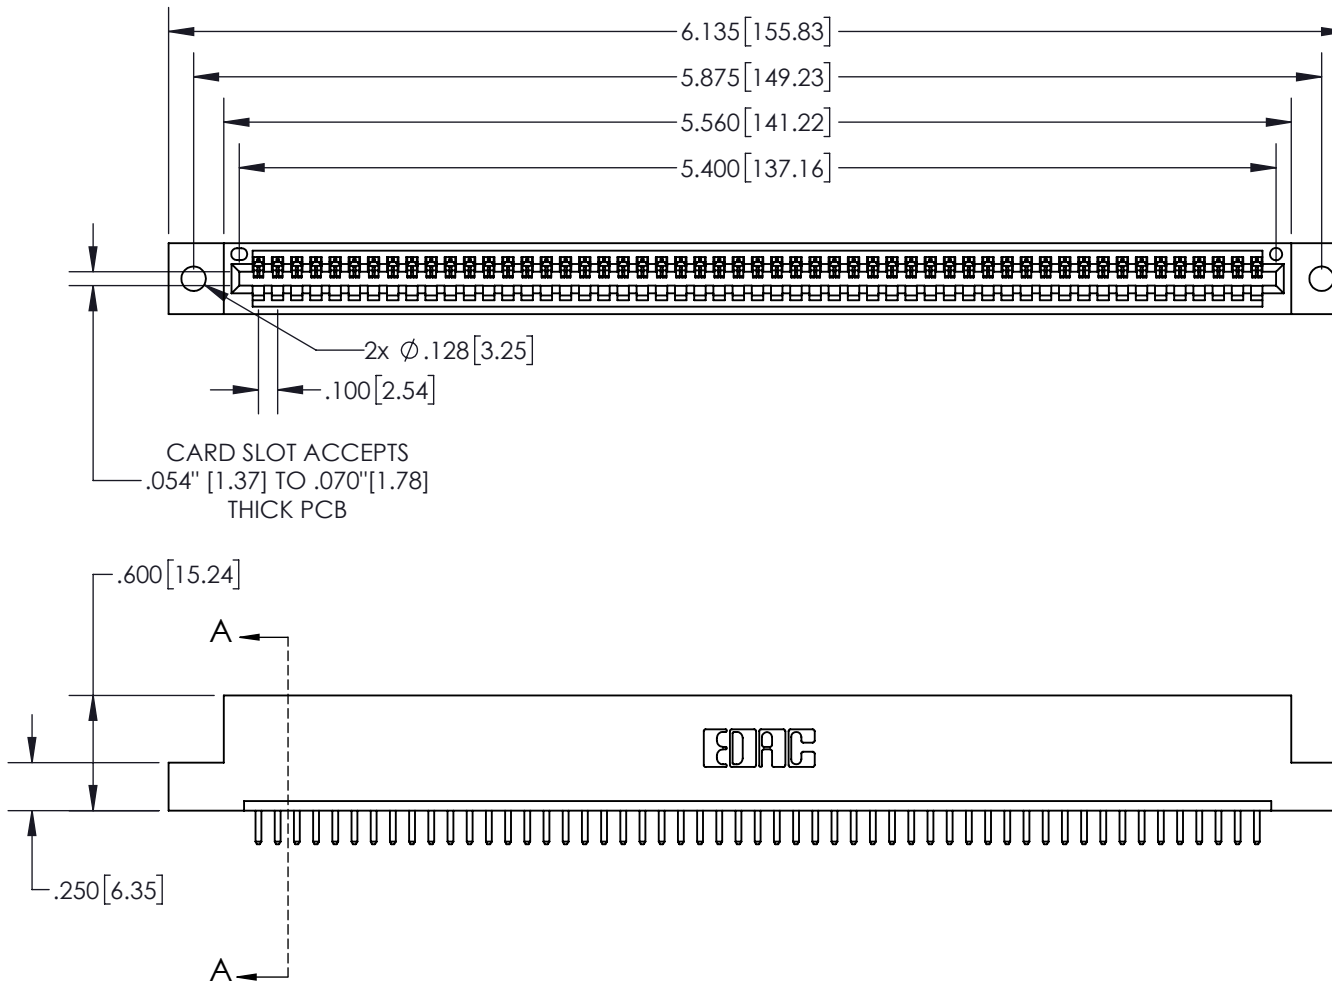 6.135[155.83]
5.875[149.23]
5.560[141.22]
5.400[137.16]
2x Ø.128[3.25]
.100[2.54]
CARD SLOT ACCEPTS
.054" [1.37] TO .070"[1.78]
THICK PCB
.600[15.24]
A
EDAC
.250[6.35]
A